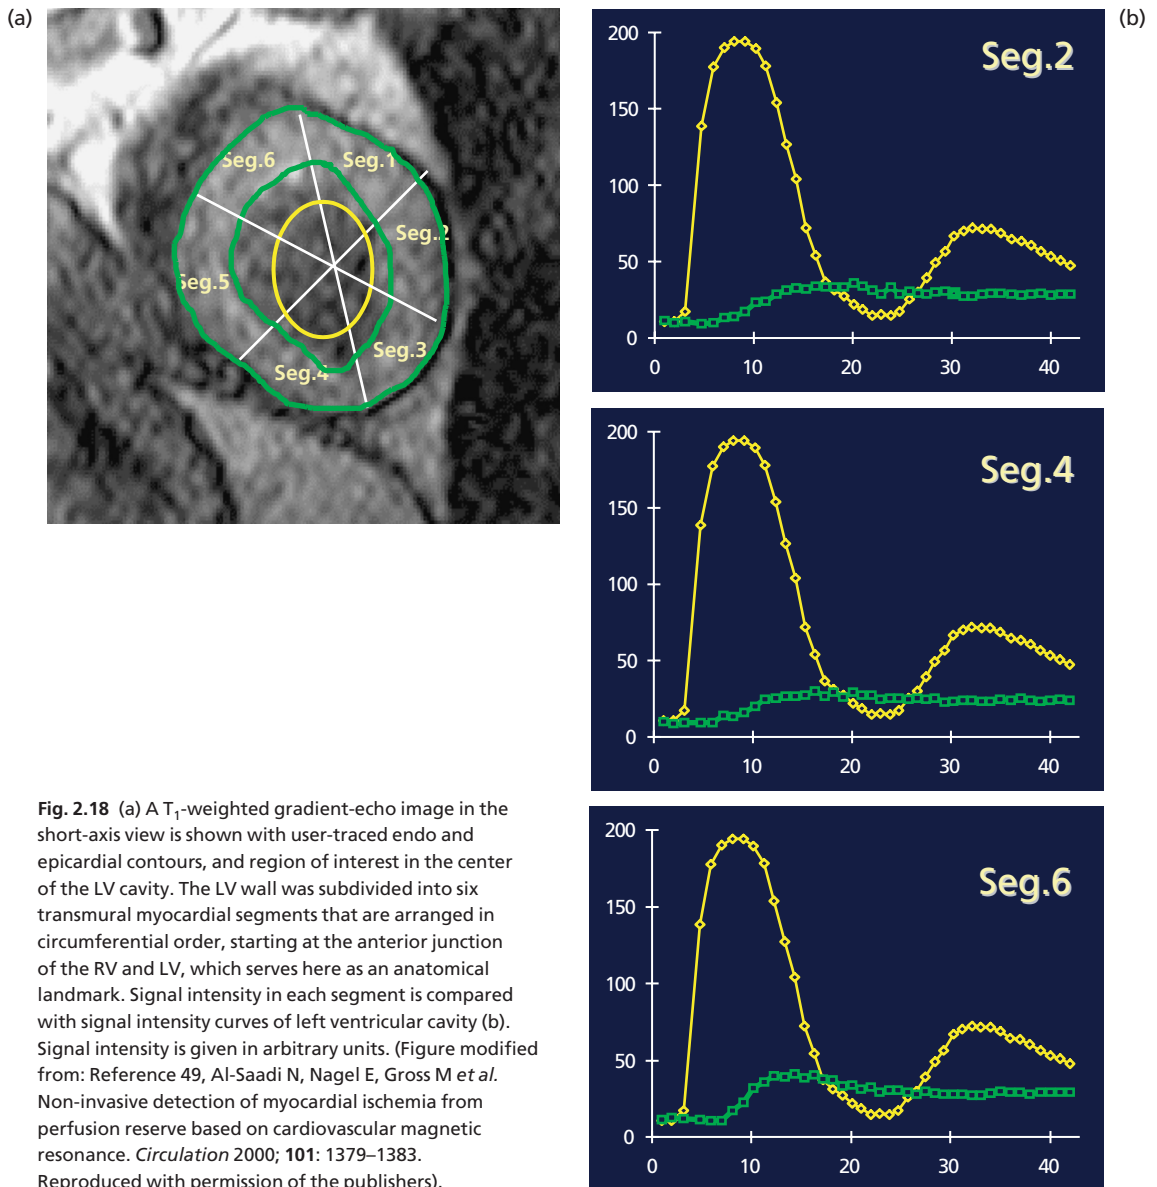 (a)
Seg.6
Seg.1
Seg.2
Seg.5
Seg.3
Seg.4
(b)
Seg.2
200
150
100
50
0
0 10 20 30 40
Seg.4
200
150
100
50
0
0 10 20 30 40
Seg.6
200
150
100
50
0
0 10 20 30 40
Fig. 2.18 (a) A T₁-weighted gradient-echo image in the
short-axis view is shown with user-traced endo and
epicardial contours, and region of interest in the center
of the LV cavity. The LV wall was subdivided into six
transmural myocardial segments that are arranged in
circumferential order, starting at the anterior junction
of the RV and LV, which serves here as an anatomical
landmark. Signal intensity in each segment is compared
with signal intensity curves of left ventricular cavity (b).
Signal intensity is given in arbitrary units. (Figure modified
from: Reference 49, Al-Saadi N, Nagel E, Gross M et al.
Non-invasive detection of myocardial ischemia from
perfusion reserve based on cardiovascular magnetic
resonance. Circulation 2000; 101: 1379–1383.
Reproduced with permission of the publishers).